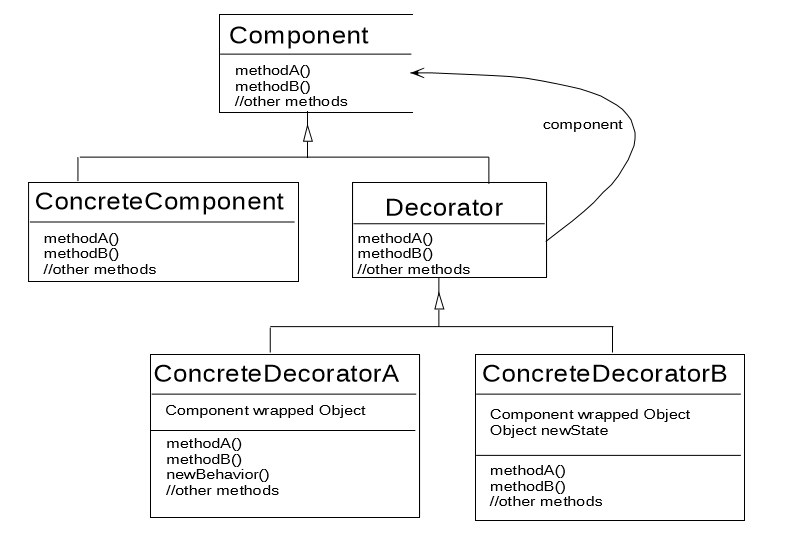 Component
methodA()
methodB()
//other methods
component
ConcreteComponent
methodA()
methodB()
//other methods
Decorator
methodA()
methodB()
//other methods
ConcreteDecoratorA
Component wrapped Object
methodA()
methodB()
newBehavior()
//other methods
ConcreteDecoratorB
Component wrapped Object
Object newState
methodA()
methodB()
//other methods